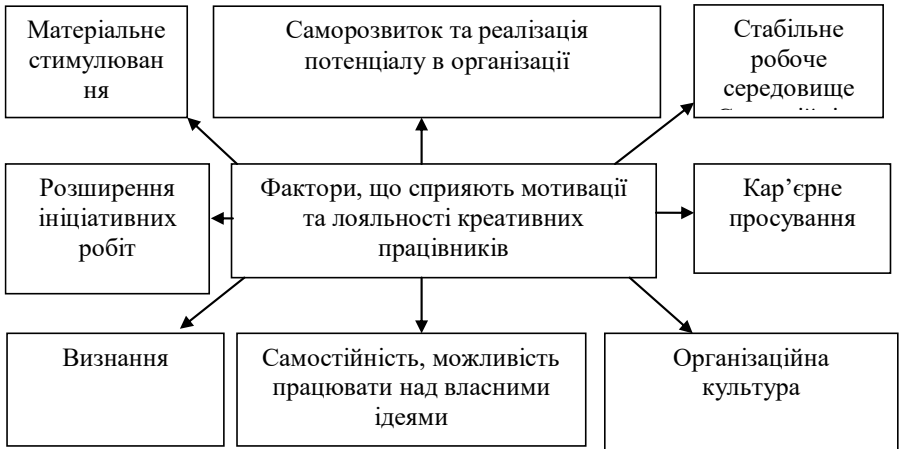 Матеріальне
стимулюван
ня
Саморозвиток та реалізація
потенціалу в організації
Стабільне
робоче
середовище
Розширення
ініціативних
робіт
Фактори, що сприяють мотивації
та лояльності креативних
працівників
Кар’єрне
просування
Визнання
Самостійність, можливість
працювати над власними
ідеями
Організаційна
культура